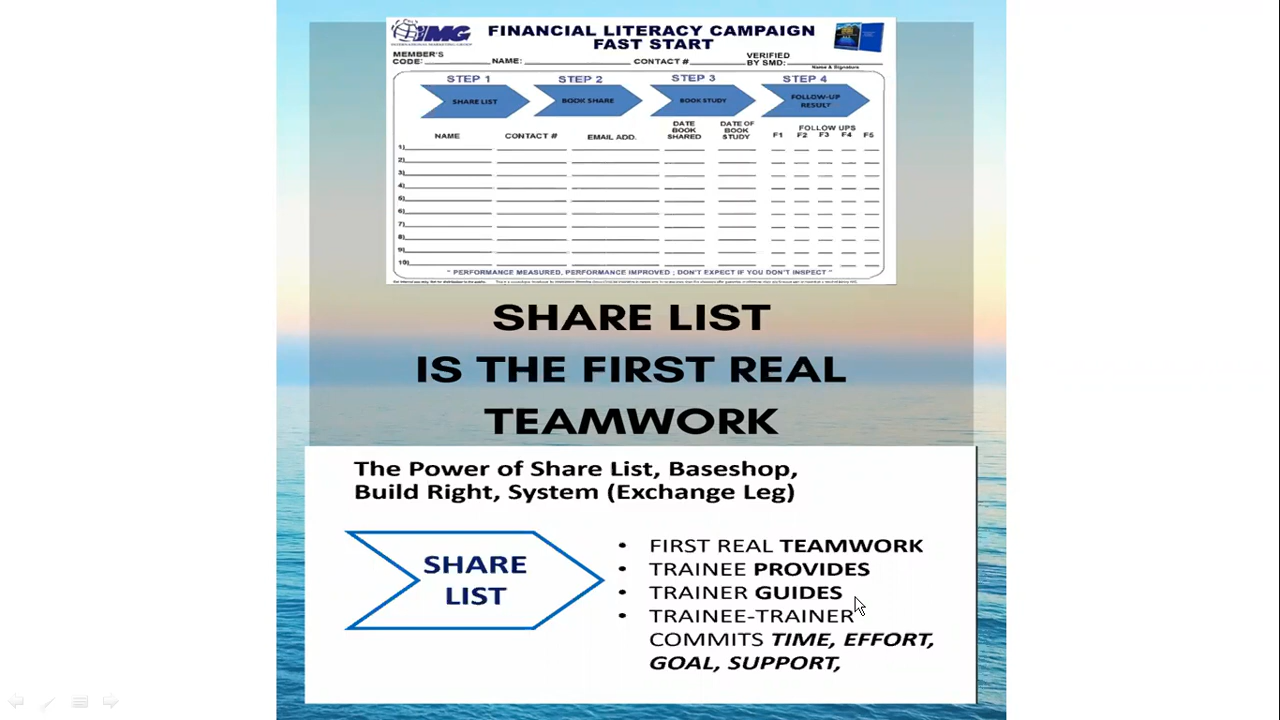 IMG
INTERNATIONAL MARKETING GROUP
FINANCIAL LITERACY CAMPAIGN
FAST START
MEMBER'S
CODE: NAME: CONTACT # VERIFIED
BY SMD:
Name & Signature
STEP 1 STEP 2 STEP 3 STEP 4
SHARE LIST BOOK SHARE BOOK STUDY FOLLOW-UP
RESULT
NAME CONTACT # EMAIL ADD. DATE
BOOK
SHARED DATE OF
BOOK
STUDY FOLLOW UPS
F1 F2 F3 F4 F5
1)
2)
3)
4)
5)
6)
7)
8)
9)
10)
" PERFORMANCE MEASURED, PERFORMANCE IMPROVED ; DON'T EXPECT IF YOU DON'T INSPECT "
SHARE LIST
IS THE FIRST REAL
TEAMWORK
The Power of Share List, Baseshop,
Build Right, System (Exchange Leg)
SHARE
LIST
• FIRST REAL TEAMWORK
• TRAINEE PROVIDES
• TRAINER GUIDES
• TRAINEE-TRAINER
COMMITS TIME, EFFORT,
GOAL, SUPPORT,